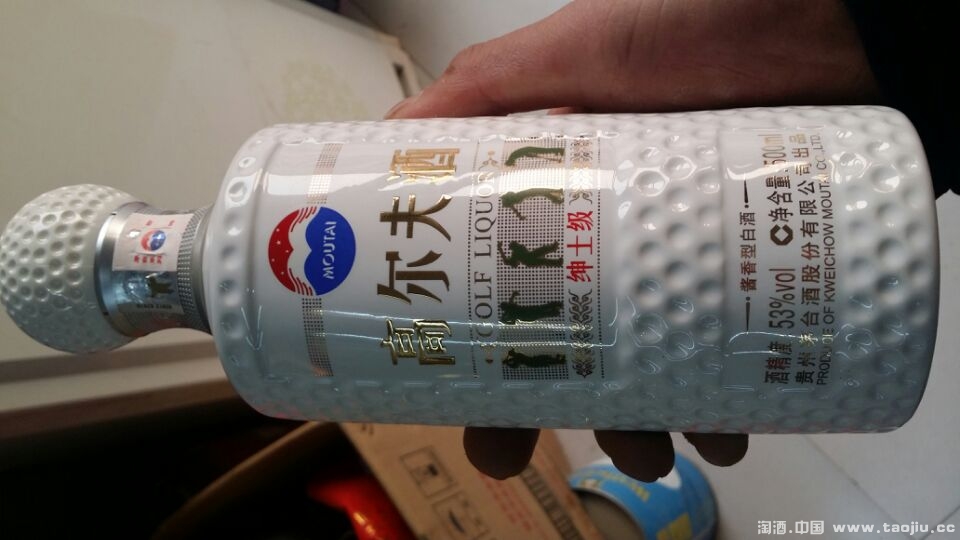 MOUTAI
高尔夫酒
GOLF LIQUOR
绅士级
酱香型白酒
酒精度 53%vol 净含量 500ml
贵州茅台酒股份有限公司出品
PRODUCE OF KWEICHOW MOUTAI CO.,LTD.
淘酒.中国 www.taojiu.cc